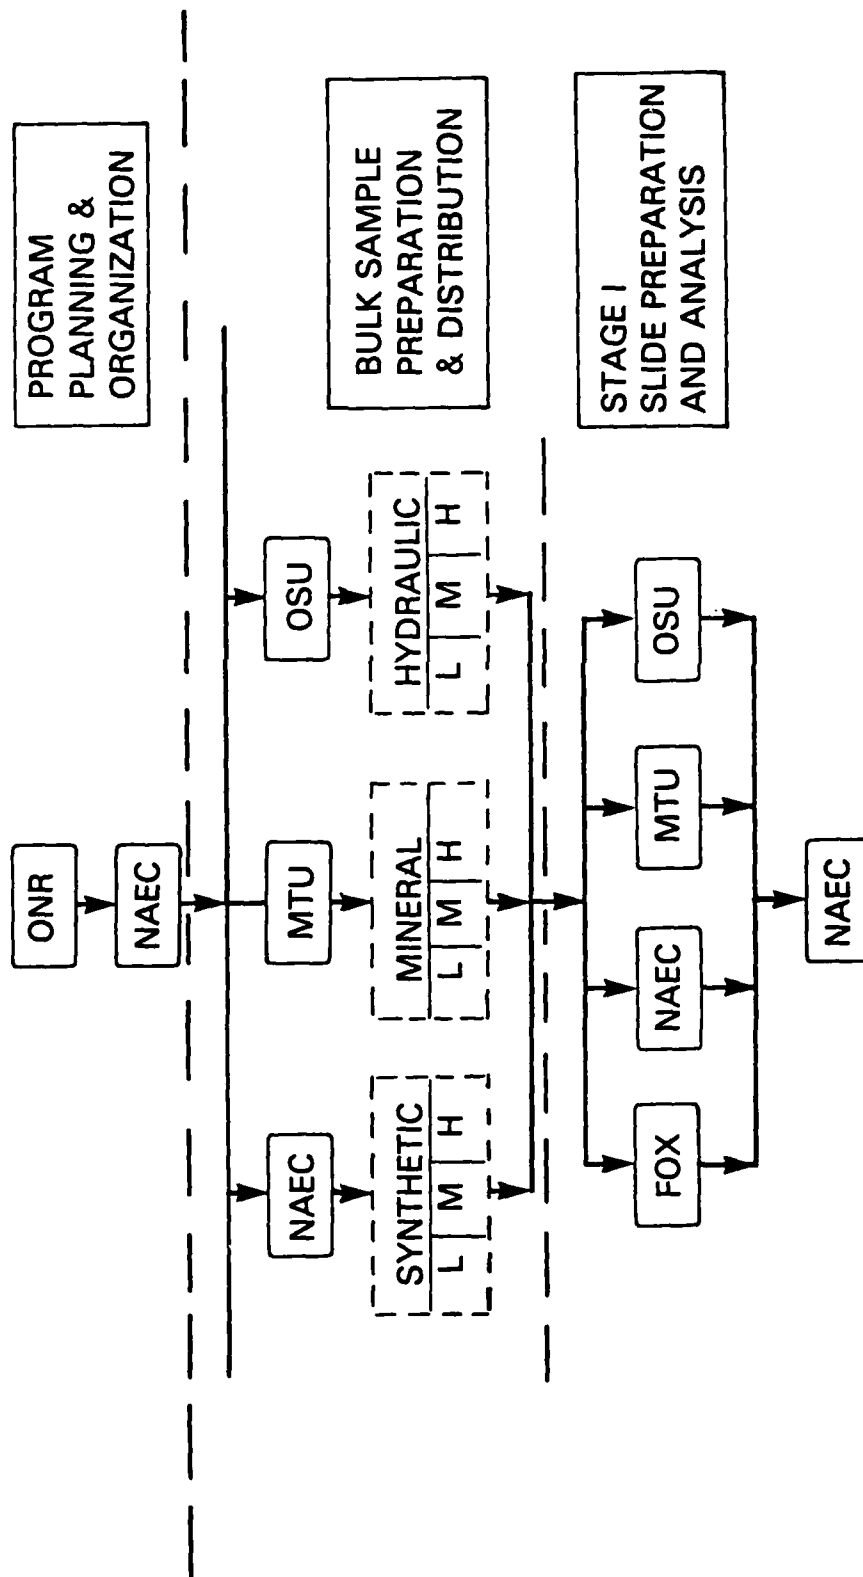 ONR
NAEC
PROGRAM
PLANNING &
ORGANIZATION
NAEC
MTU
OSU
SYNTHETIC
L M H
MINERAL
L M H
HYDRAULIC
L M H
BULK SAMPLE
PREPARATION
& DISTRIBUTION
FOX
NAEC
MTU
OSU
NAEC
STAGE I
SLIDE PREPARATION
AND ANALYSIS